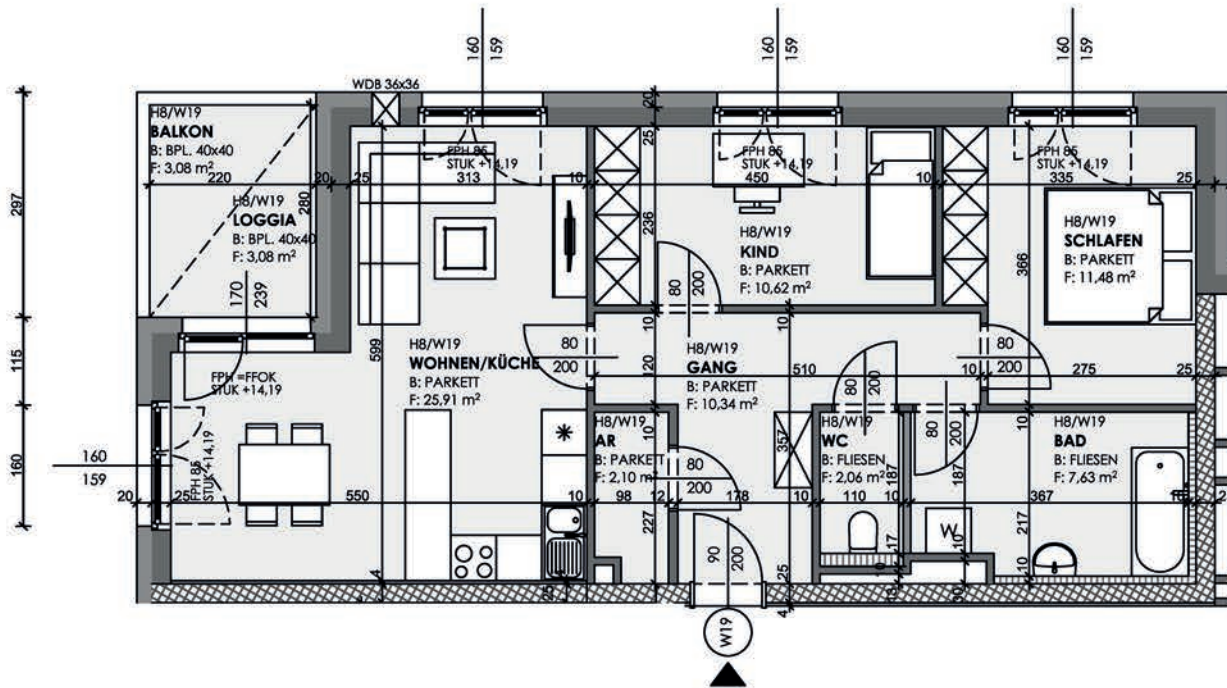 160
159
160
159
160
159
WDB 36x36
H8/W19
BALKON
B: BPL. 40x40
F: 3,08 m²
220
20
25
280
H8/W19
LOGGIA
B: BPL. 40x40
F: 3,08 m²
170
239
297
115
160
FPH 85
STUK +14,19
313
10
599
H8/W19
WOHNEN/KÜCHE
B: PARKETT
F: 25,91 m²
80
200
FPH =FFOK
STUK +14,19
160
159
FPH 85
STUK +14,19
20
25
550
10
4
25
20
25
236
FPH 85
STUK +14,19
450
10
H8/W19
KIND
B: PARKETT
F: 10,62 m²
80
200
10
120
10
H8/W19
GANG
B: PARKETT
F: 10,34 m²
510
10
357
H8/W19
AR
B: PARKETT
F: 2,10 m²
10
98
12
227
80
200
178
10
90
200
25
4
W19
80
200
H8/W19
WC
B: FLIESEN
F: 2,06 m²
187
110
10
17
10
13
FPH 85
STUK +14,19
335
25
366
H8/W19
SCHLAFEN
B: PARKETT
F: 11,48 m²
80
200
275
25
80
200
10
H8/W19
BAD
B: FLIESEN
F: 7,63 m²
187
367
217
W
10
10
30